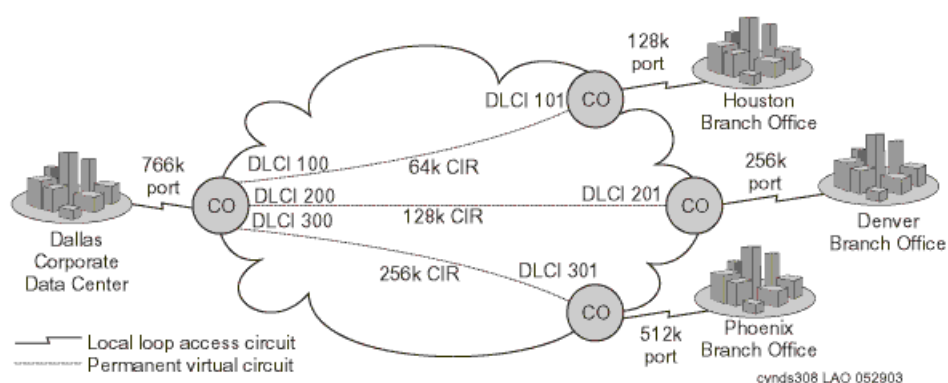 128k
port
Houston
Branch Office
DLCI 101
CO
DLCI 100
64k CIR
766k
port
CO
DLCI 200
128k CIR
DLCI 201
CO
256k
port
Denver
Branch Office
Dallas
Corporate
Data Center
DLCI 300
256k CIR
DLCI 301
CO
512k
port
Phoenix
Branch Office
Local loop access circuit
Permanent virtual circuit
cvnds308 LAO 052903